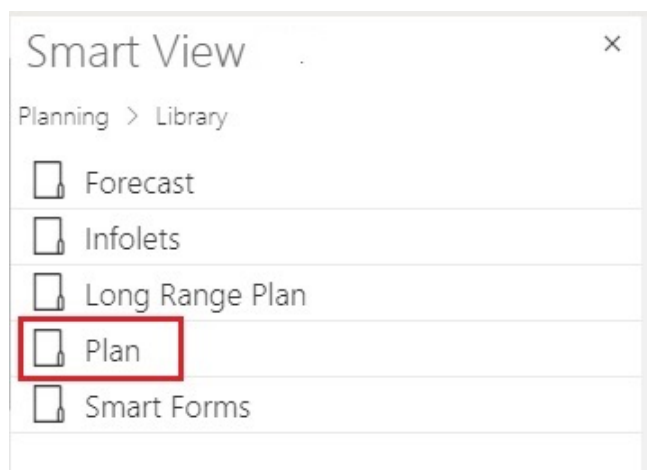 Smart View
Planning > Library
Forecast
Infolets
Long Range Plan
Plan
Smart Forms